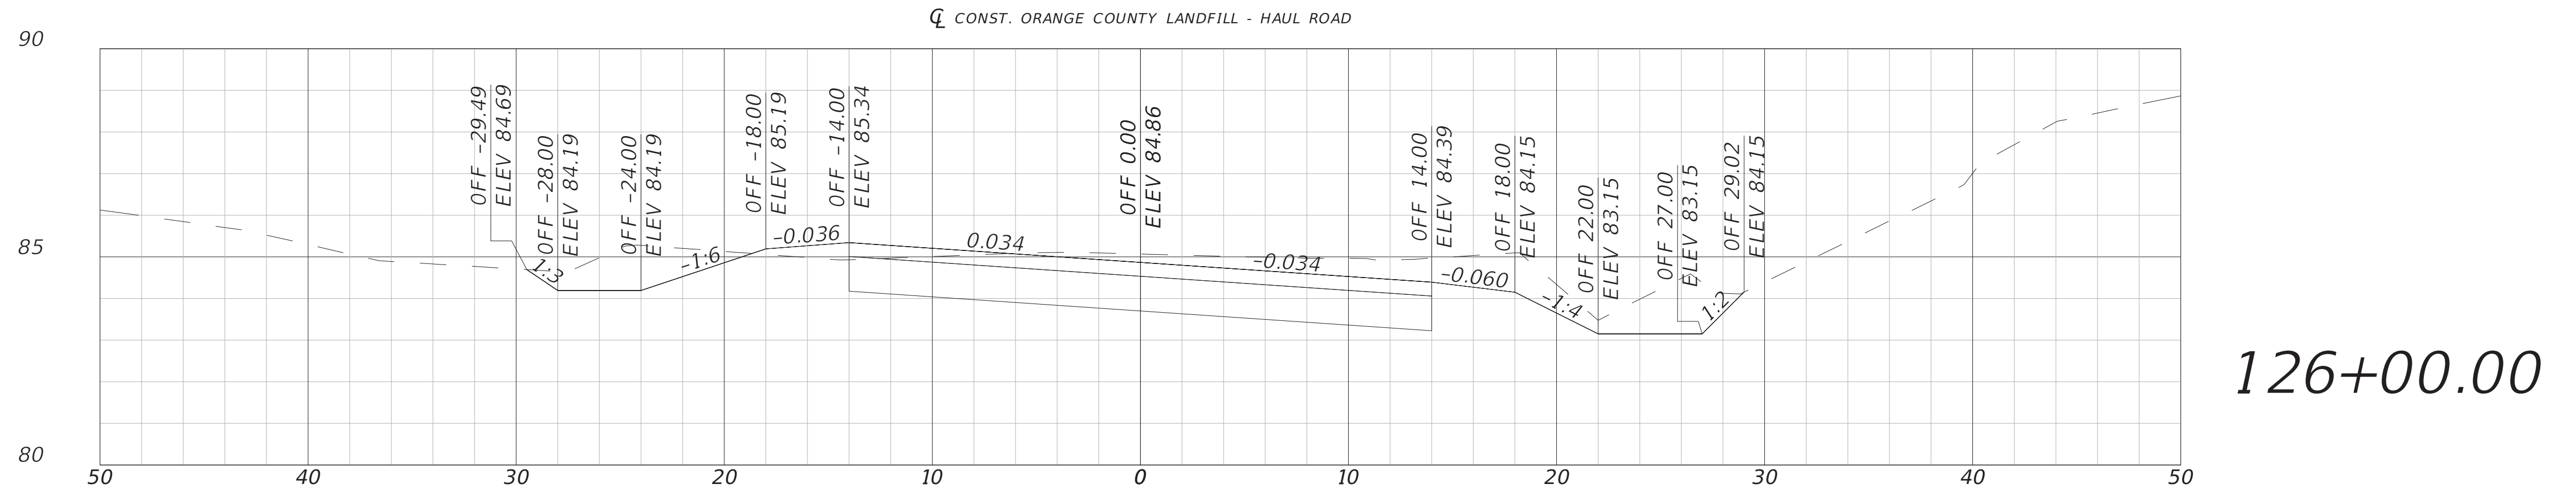 ℄ CONST. ORANGE COUNTY LANDFILL - HAUL ROAD
90
85
80
OFF -29.49
ELEV 84.69
OFF -28.00
ELEV 84.19
OFF -24.00
ELEV 84.19
OFF -18.00
ELEV 85.19
OFF -14.00
ELEV 85.34
OFF 0.00
ELEV 84.86
OFF 14.00
ELEV 84.39
OFF 18.00
ELEV 84.15
OFF 22.00
ELEV 83.15
OFF 27.00
ELEV 83.15
OFF 29.02
ELEV 84.15
1:3
-1:6
-0.036
0.034
-0.034
-0.060
-1:4
1:2
126+00.00
50 40 30 20 10 0 10 20 30 40 50